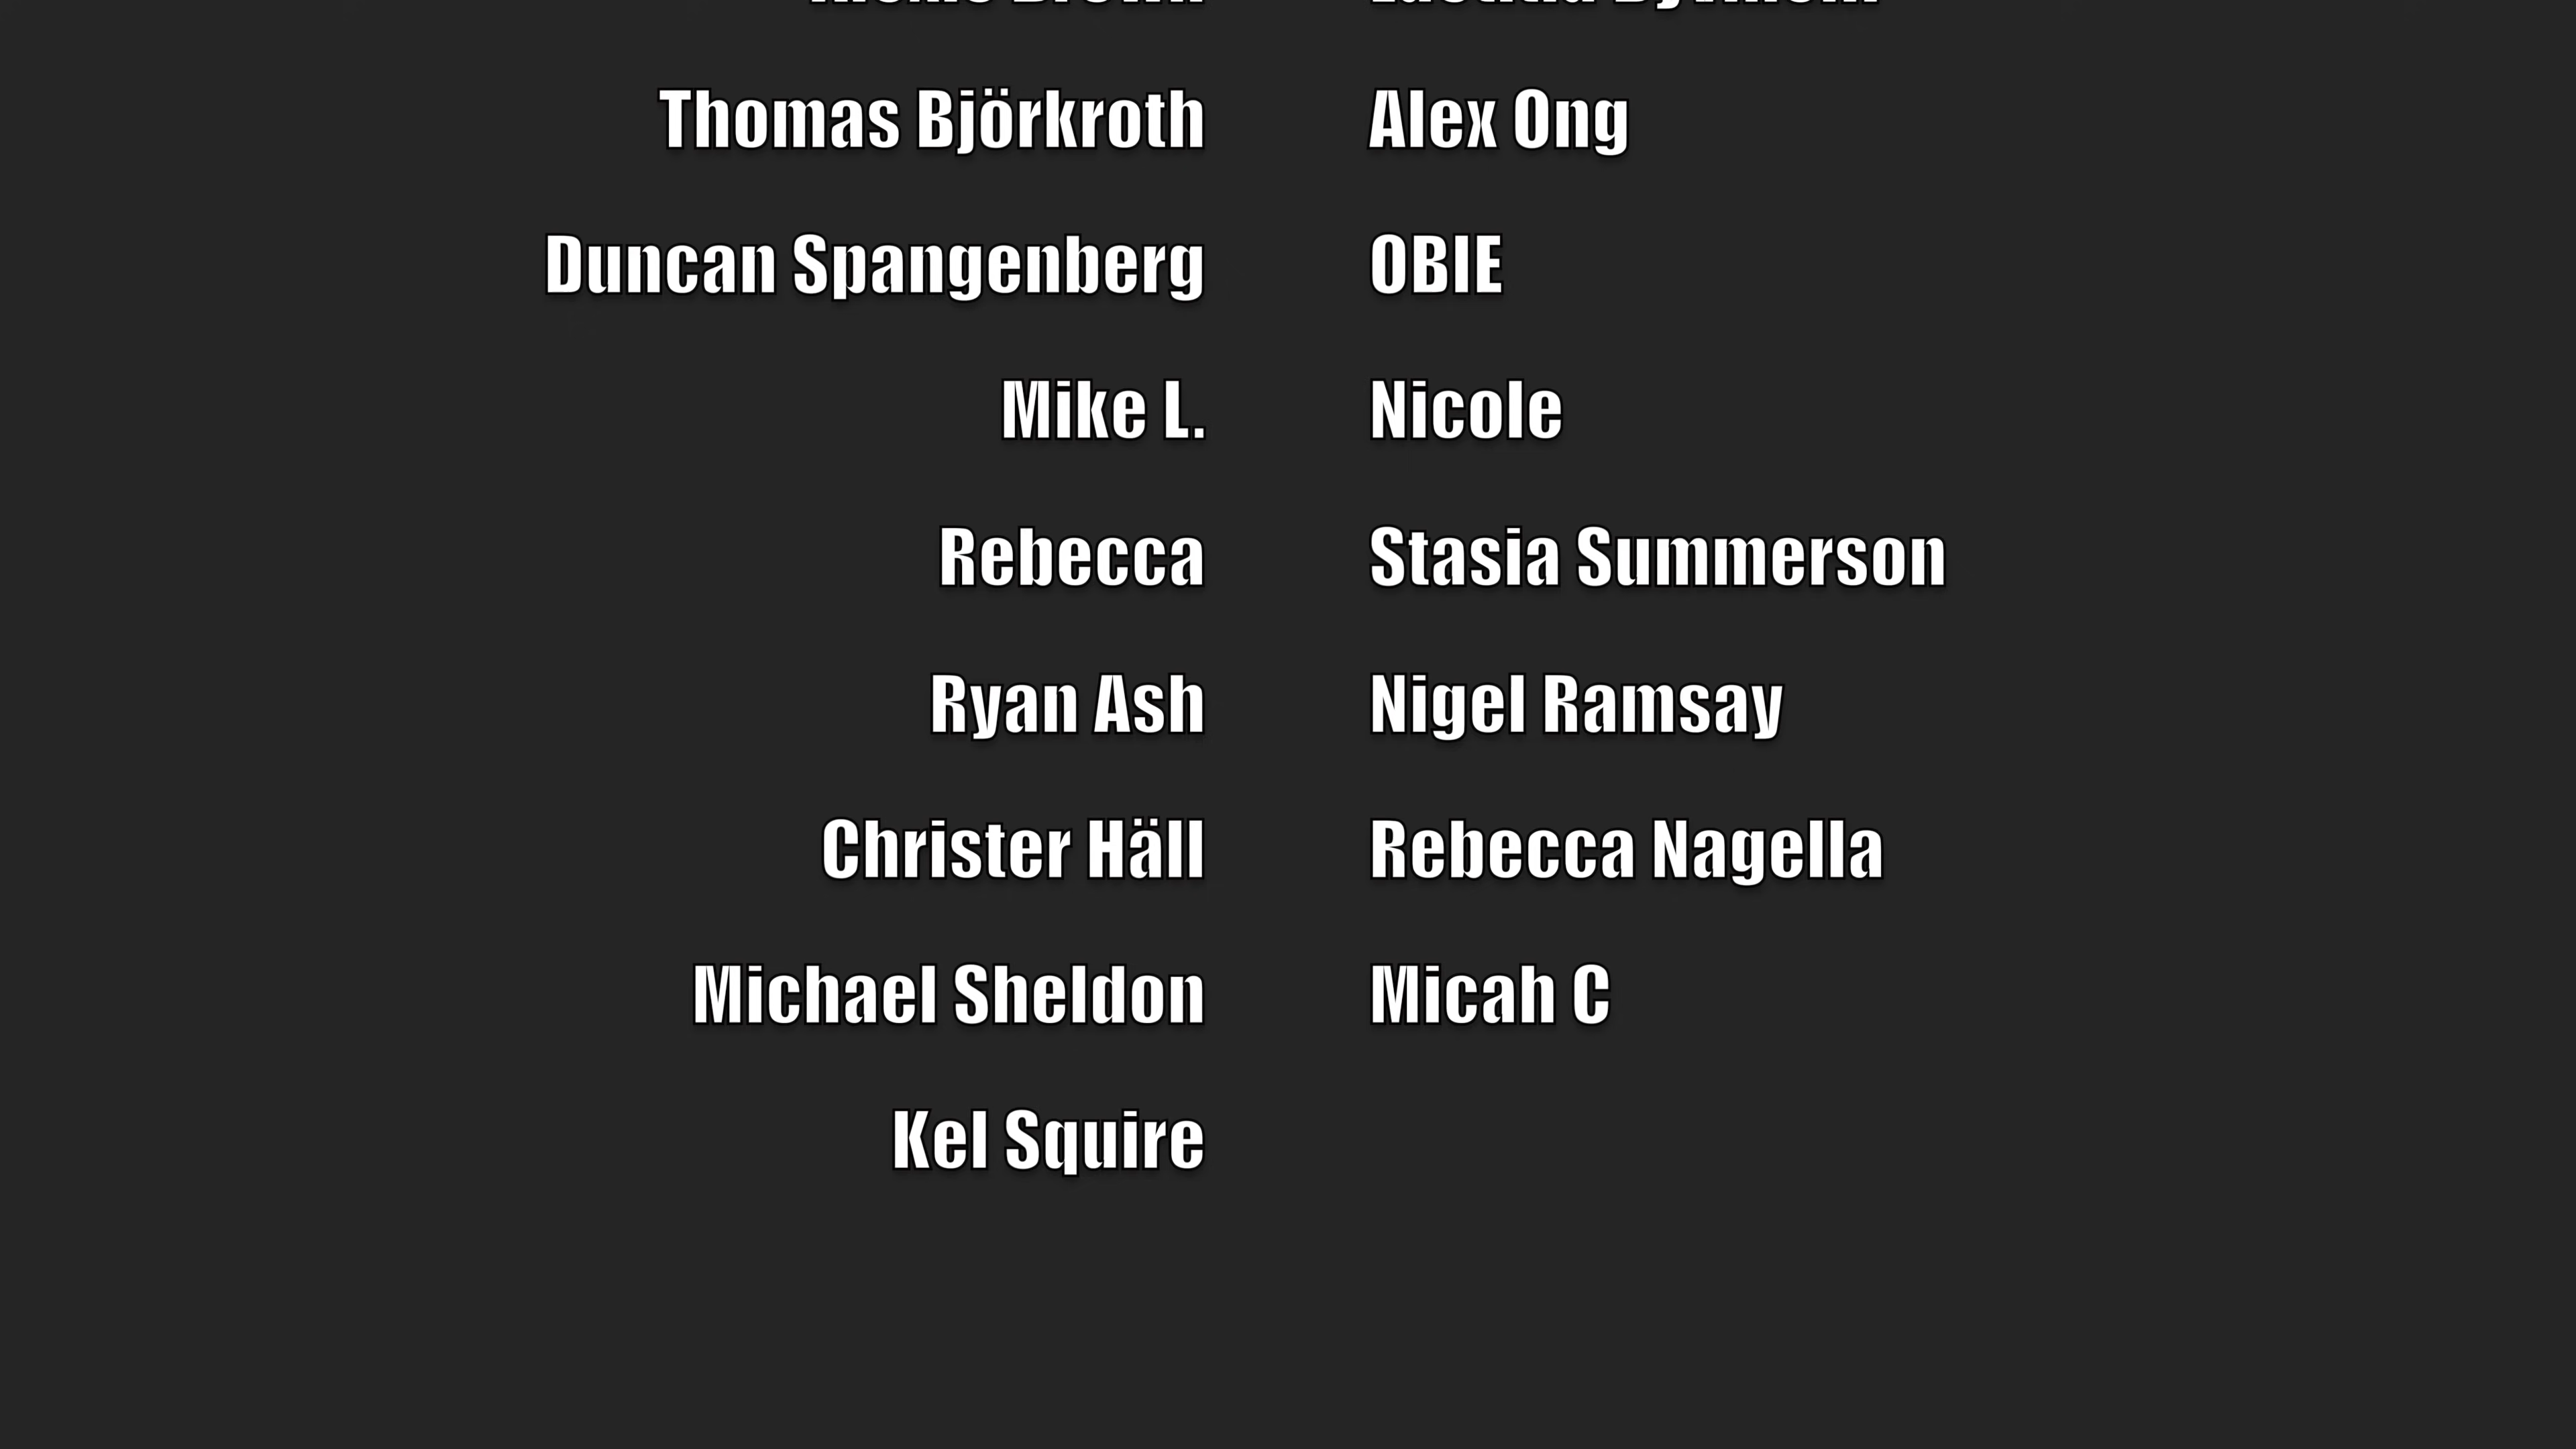 Thomas Björkroth Alex Ong
Duncan Spangenberg OBIE
Mike L. Nicole
Rebecca Stasia Summerson
Ryan Ash Nigel Ramsay
Christer Häll Rebecca Nagella
Michael Sheldon Micah C
Kel Squire